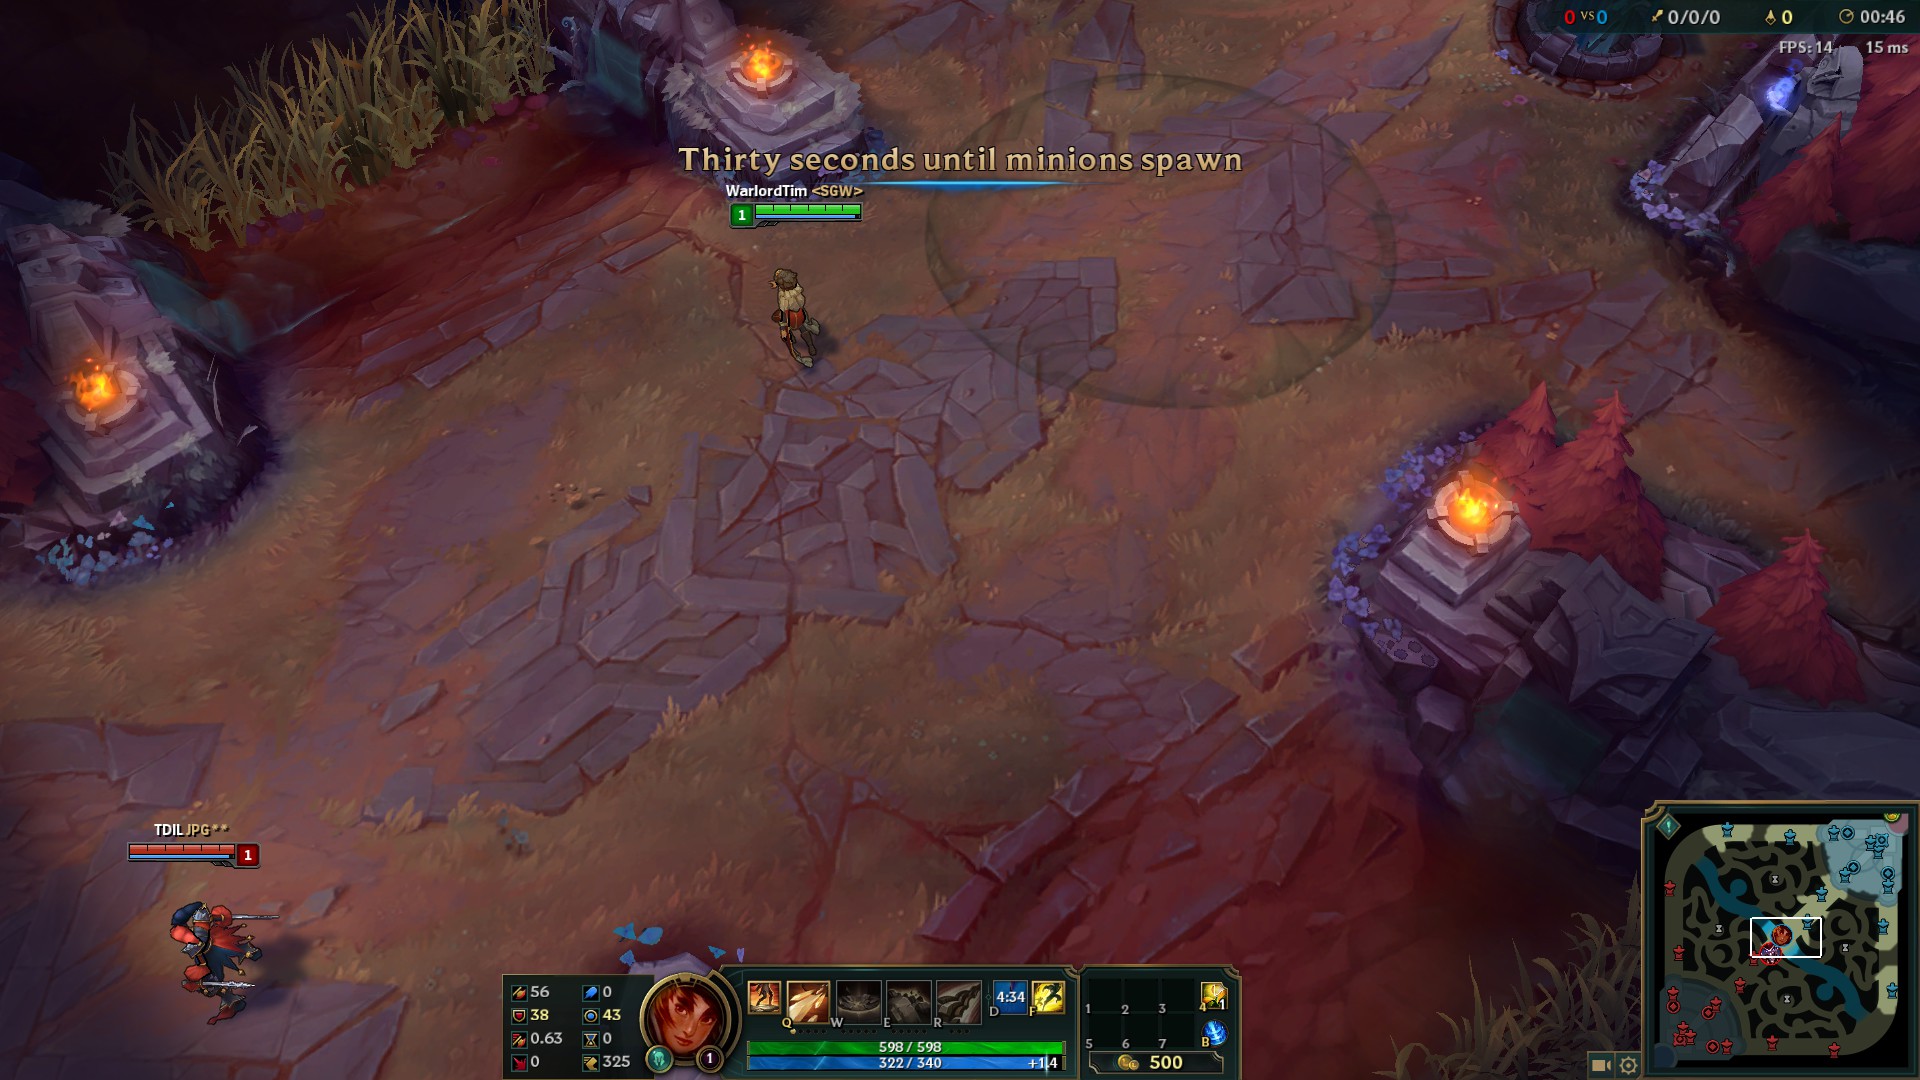 0 VS 0 0/0/0 0 00:46
FPS: 14 15 ms
Thirty seconds until minions spawn
WarlordTim <SGW>
1
TDIL JPG**
1
56 0
38 43
0.63 0
0 325
1
Q W E R
4:34
D F
598 / 598
322 / 340 +1.4
1 2 3 4 1
5 6 7 B
500